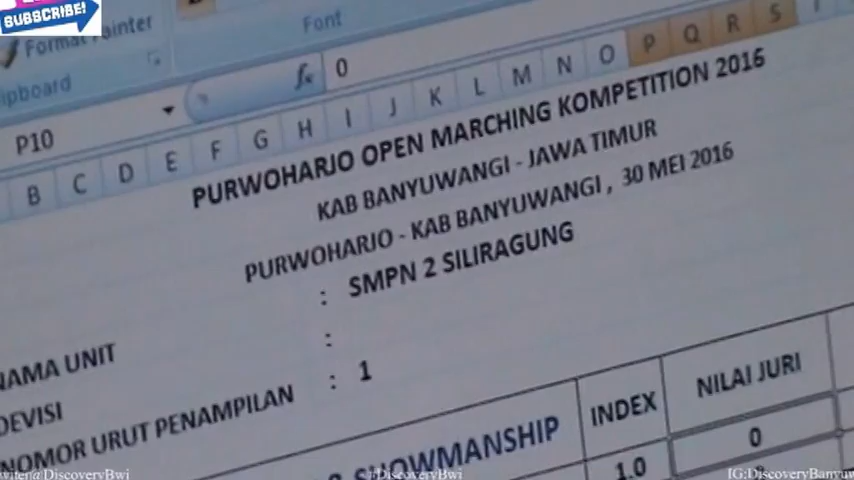 SUBSCRIBE!
Format Painter
Font
P10
fx 0
B C D E F G H I J K L M N O P Q R S T
PURWOHARJO OPEN MARCHING KOMPETITION 2016
KAB BANYUWANGI - JAWA TIMUR
PURWOHARJO - KAB BANYUWANGI , 30 MEI 2016
NAMA UNIT : SMPN 2 SILIRAGUNG
DEVISI :
NOMOR URUT PENAMPILAN : 1
SHOWMANSHIP INDEX NILAI JURI
1.0 0
@DiscoveryBwi